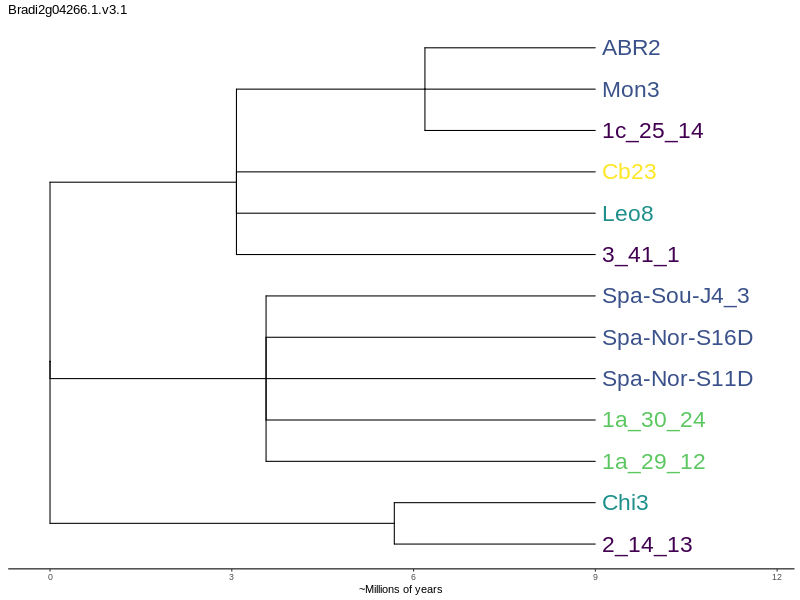 Bradi2g04266.1.v3.1
ABR2
Mon3
1c_25_14
Cb23
Leo8
3_41_1
Spa-Sou-J4_3
Spa-Nor-S16D
Spa-Nor-S11D
1a_30_24
1a_29_12
Chi3
2_14_13
0 3 6 9 12
~Millions of years